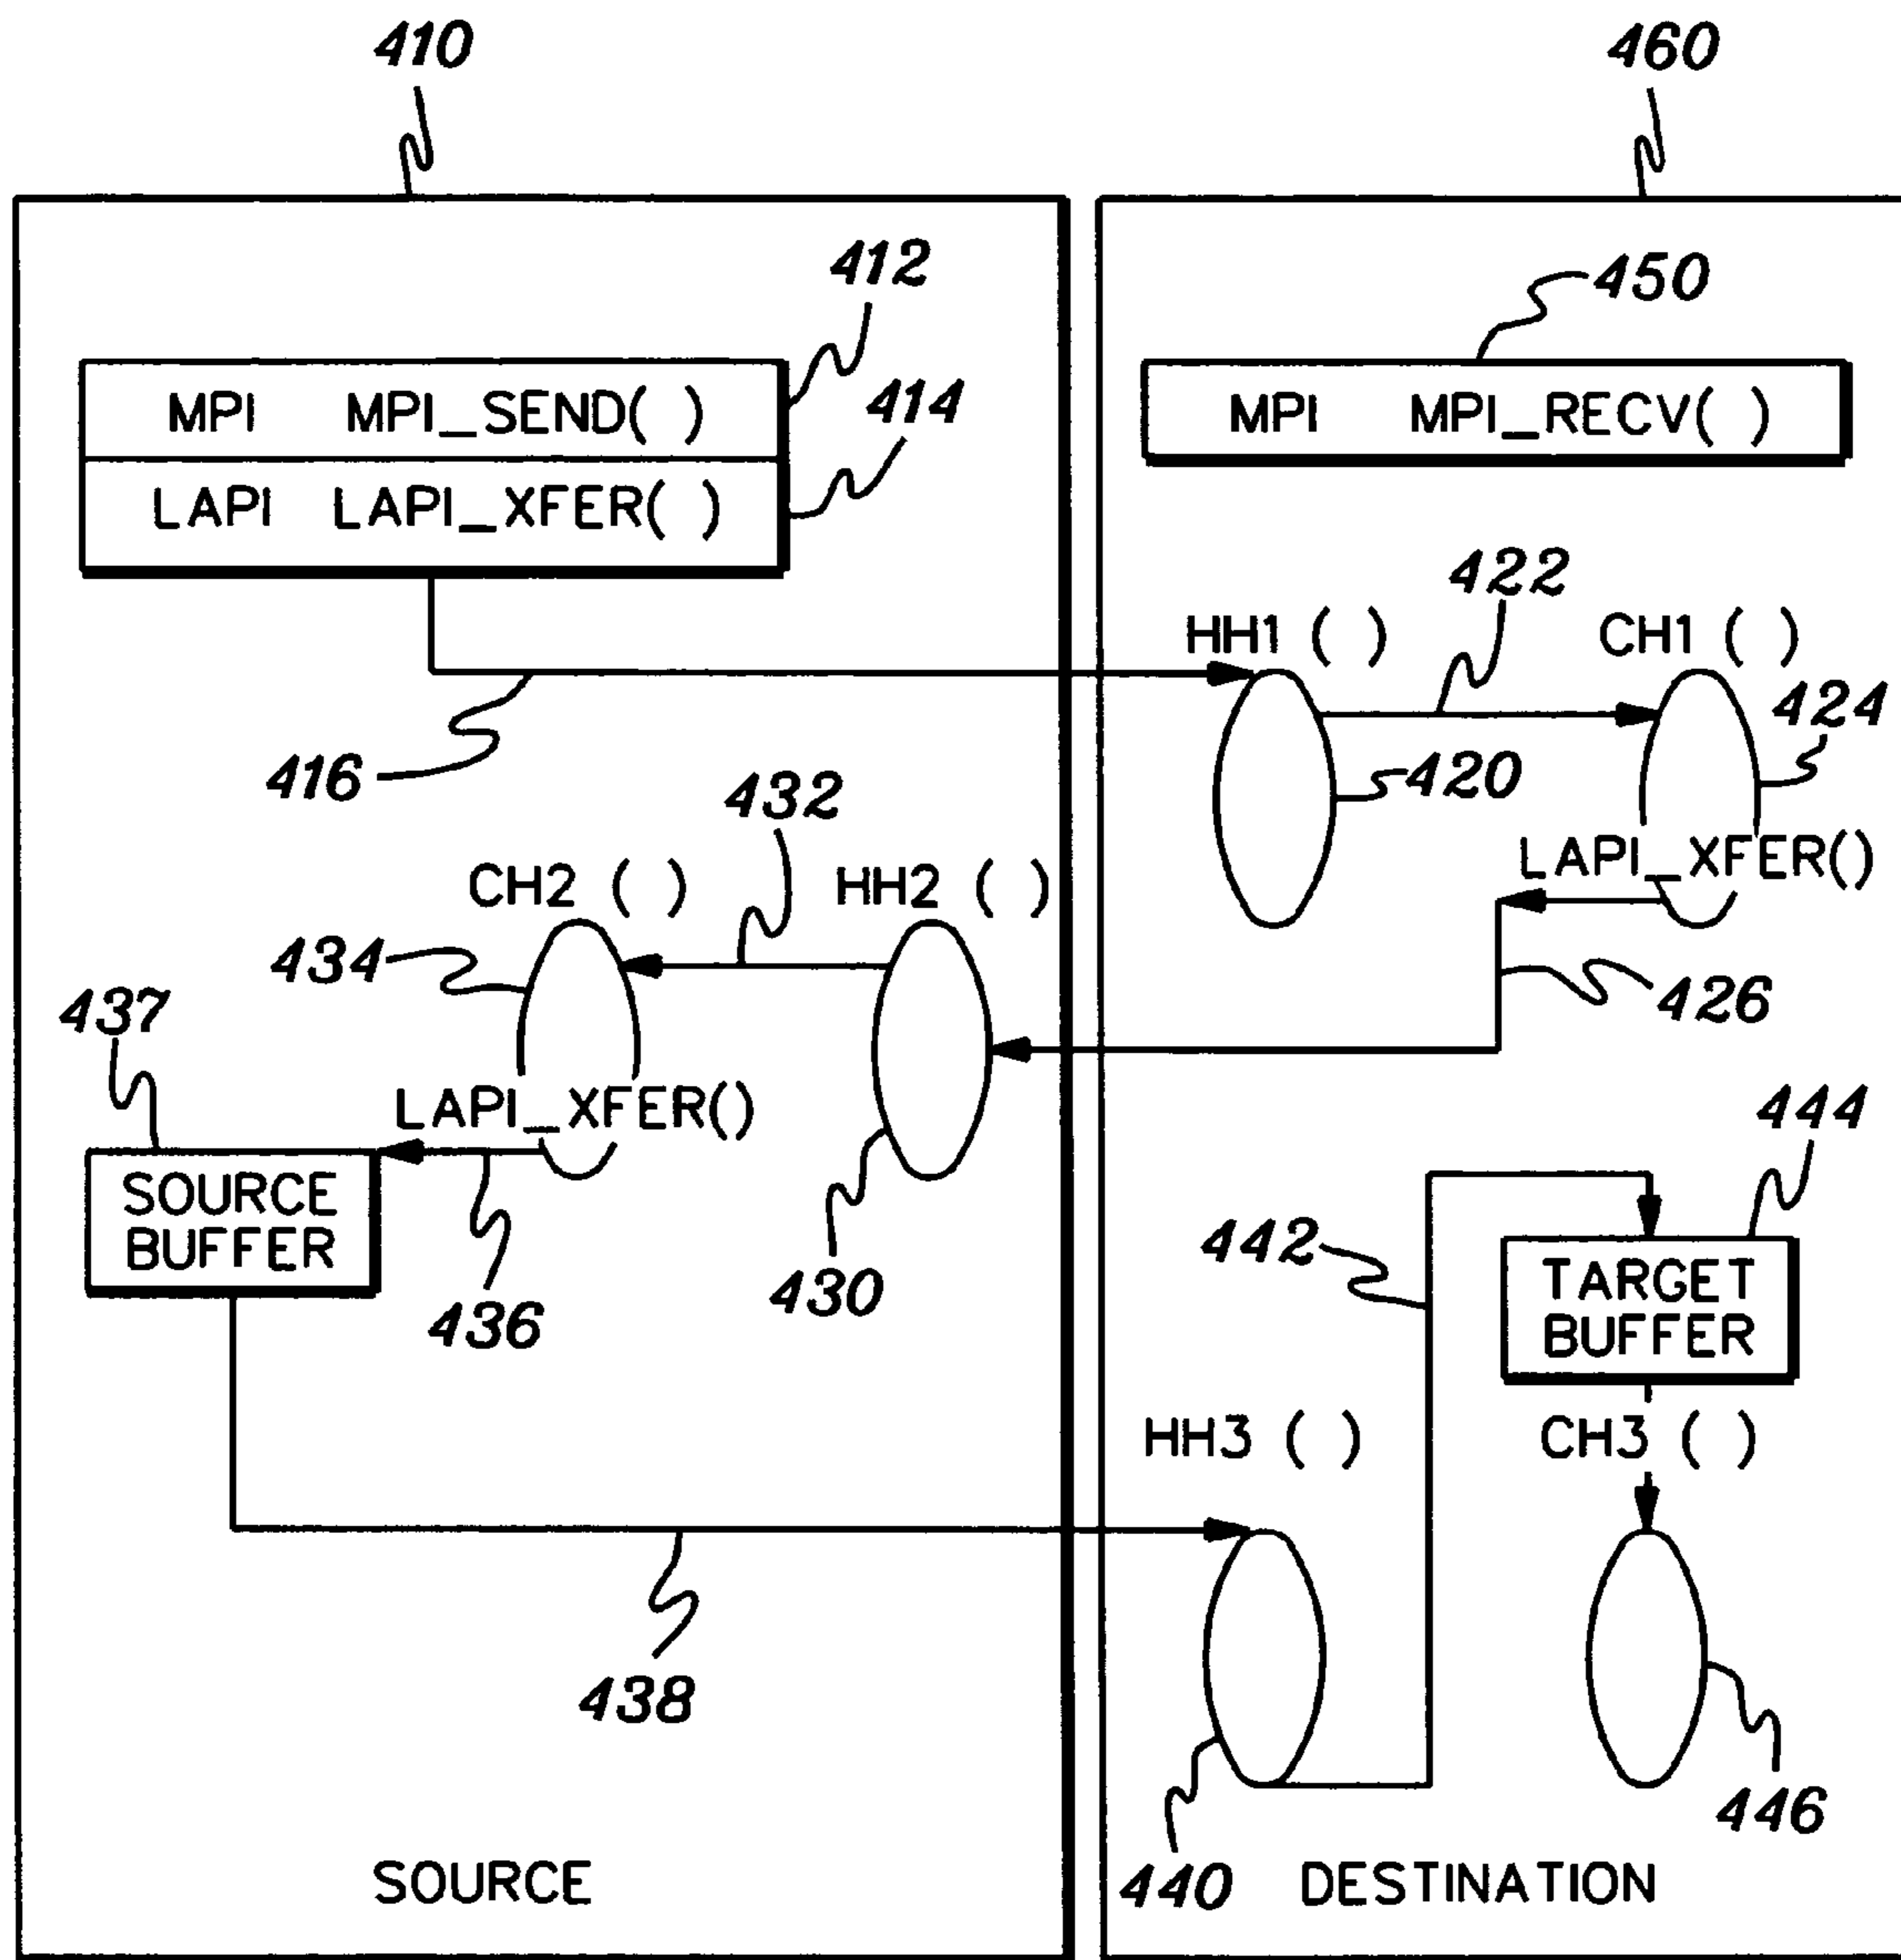 410
460
412
450
MPI MPI_SEND( )
414
MPI MPI_RECV( )
LAPI LAPI_XFER( )
422
HH1 ( )
CH1 ( )
424
416
432
420
LAPI_XFER()
CH2 ( )
HH2 ( )
434
426
437
LAPI_XFER()
444
SOURCE
BUFFER
442
430
436
TARGET
BUFFER
HH3 ( )
CH3 ( )
438
446
440
SOURCE
DESTINATION